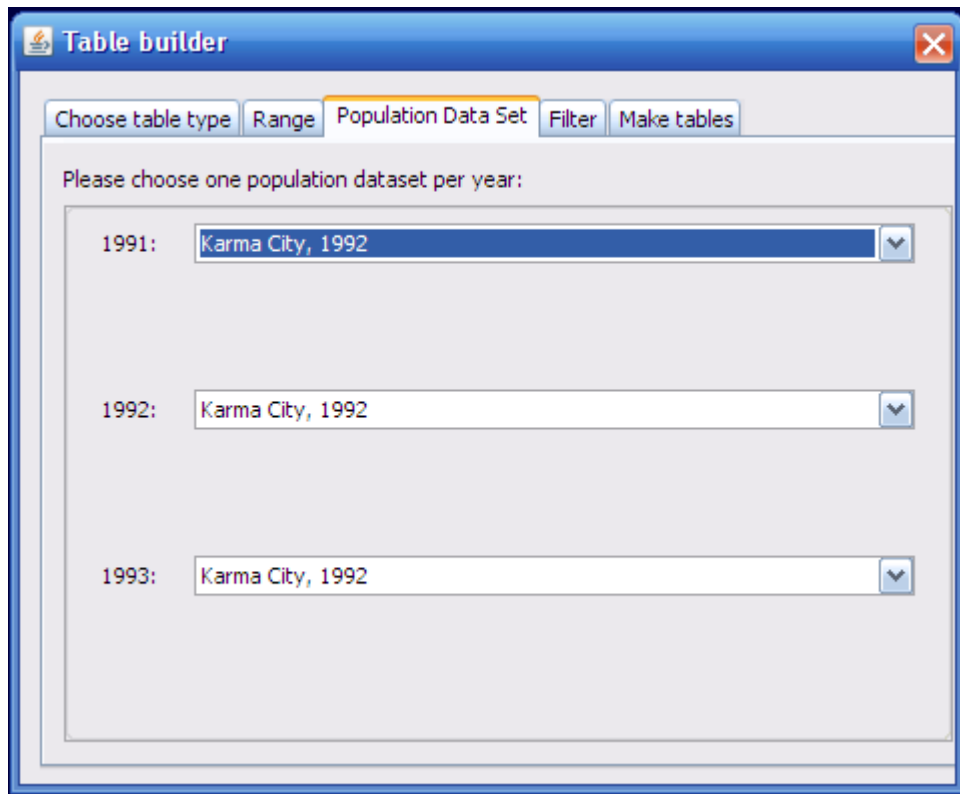 Table builder
Choose table type Range Population Data Set Filter Make tables
Please choose one population dataset per year:
1991: Karma City, 1992
1992: Karma City, 1992
1993: Karma City, 1992